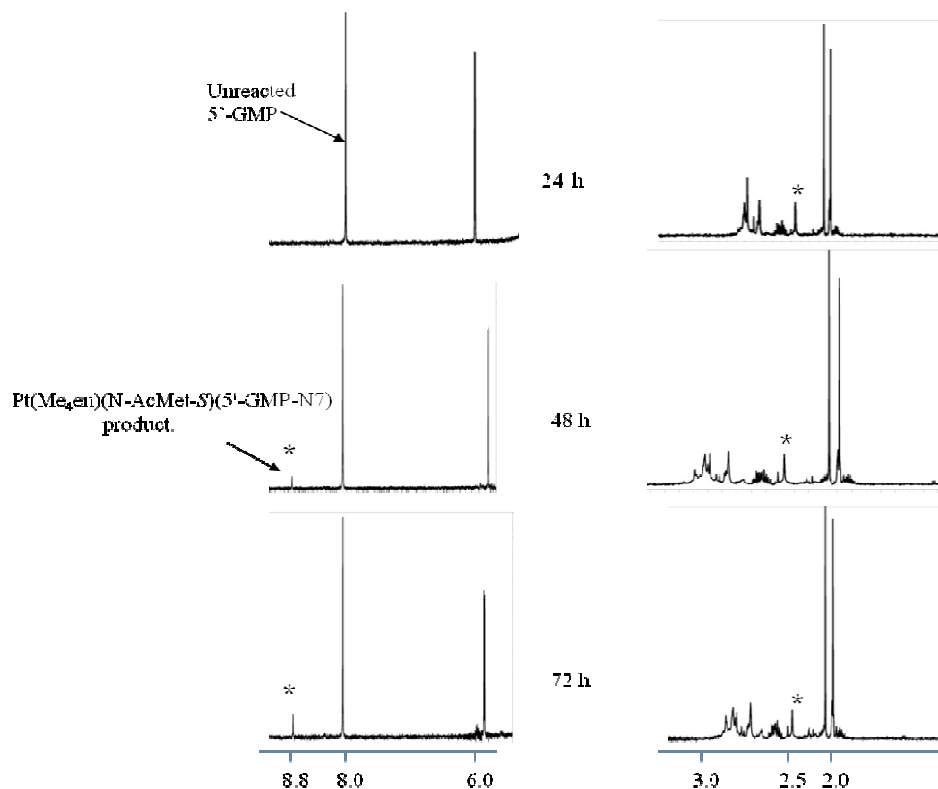 Unreacted
5`-GMP
24 h
*
Pt(Me₄en)(N-AcMet-S)(5'-GMP-N7)
product.
*
48 h
*
*
72 h
*
8.8 8.0 6.0 3.0 2.5 2.0